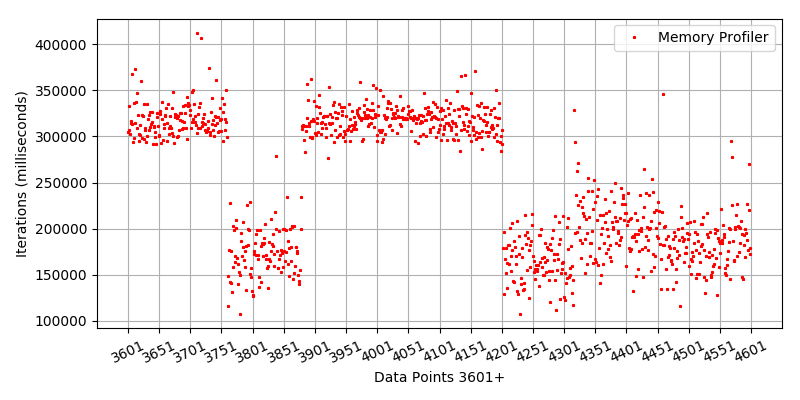 Memory Profiler
Iterations (milliseconds)
400000
350000
300000
250000
200000
150000
100000
3601 3651 3701 3751 3801 3851 3901 3951 4001 4051 4101 4151 4201 4251 4301 4351 4401 4451 4501 4551 4601
Data Points 3601+